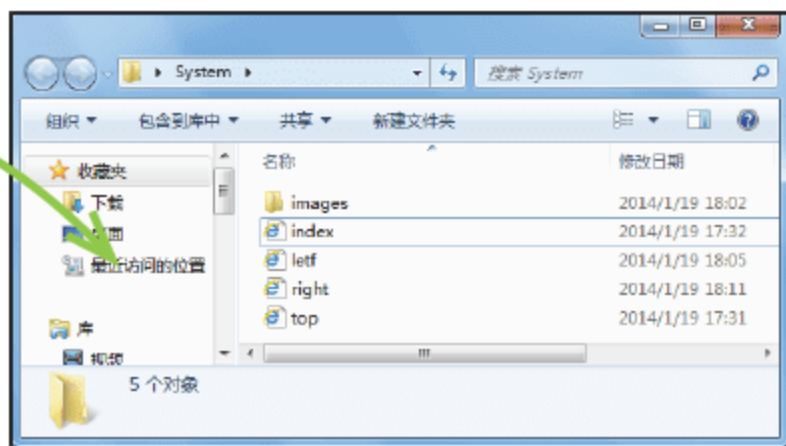 System
搜索 System
组织 包含到库中 共享 新建文件夹
收藏夹
下载
桌面
最近访问的位置
库
视频
名称 修改日期
images 2014/1/19 18:02
index 2014/1/19 17:32
letf 2014/1/19 18:05
right 2014/1/19 18:11
top 2014/1/19 17:31
5 个对象